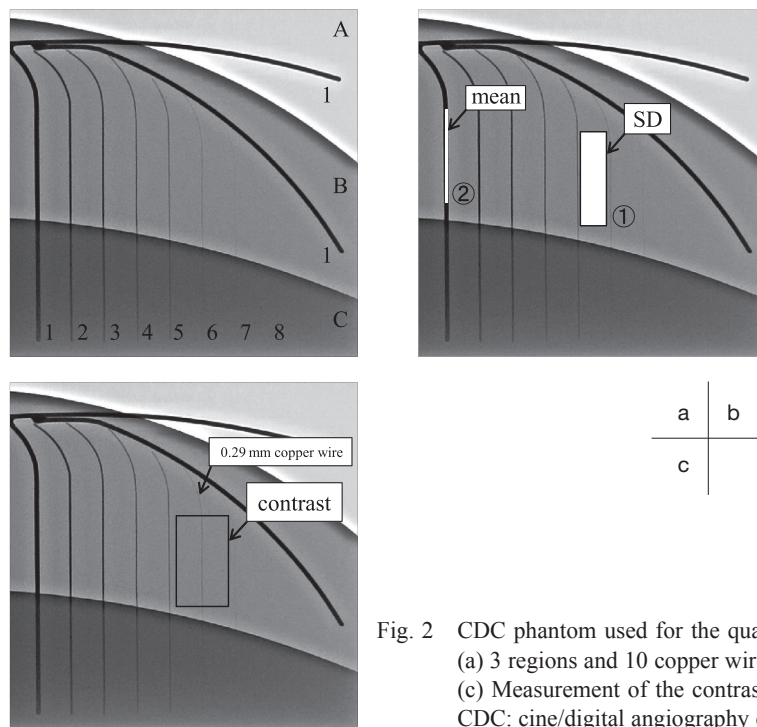 A
1
B
1
1 2 3 4 5 6 7 8 C
mean
SD
②
①
0.29 mm copper wire
contrast
a b
c
Fig. 2 CDC phantom used for the qua
(a) 3 regions and 10 copper wir
(c) Measurement of the contras
CDC: cine/digital angiography